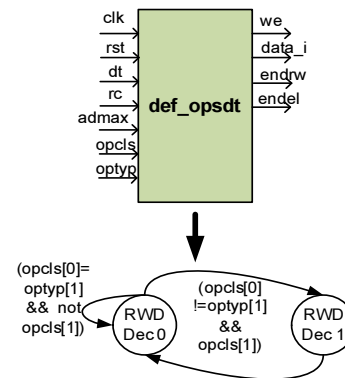 clk
rst
dt
rc
admax
opcls
optyp
def_opsdt
we
data_i
endrw
endel
(opcls[0]=
optyp[1]
&& not
opcls[1])
(opcls[0]
!=optyp[1]
&&
opcls[1])
RWD
Dec 0
RWD
Dec 1